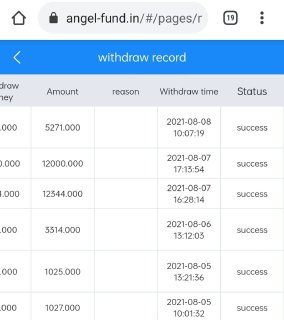 angel-fund.in/#/pages/r 19
withdraw record
draw
ney Amount reason Withdraw time Status
.000 5271.000 2021-08-08
10:07:19 success
0.000 12000.000 2021-08-07
17:13:54 success
4.000 12344.000 2021-08-07
16:28:14 success
.000 3314.000 2021-08-06
13:12:03 success
.000 1025.000 2021-08-05
13:21:36 success
.000 1027.000 2021-08-05
10:01:32 success